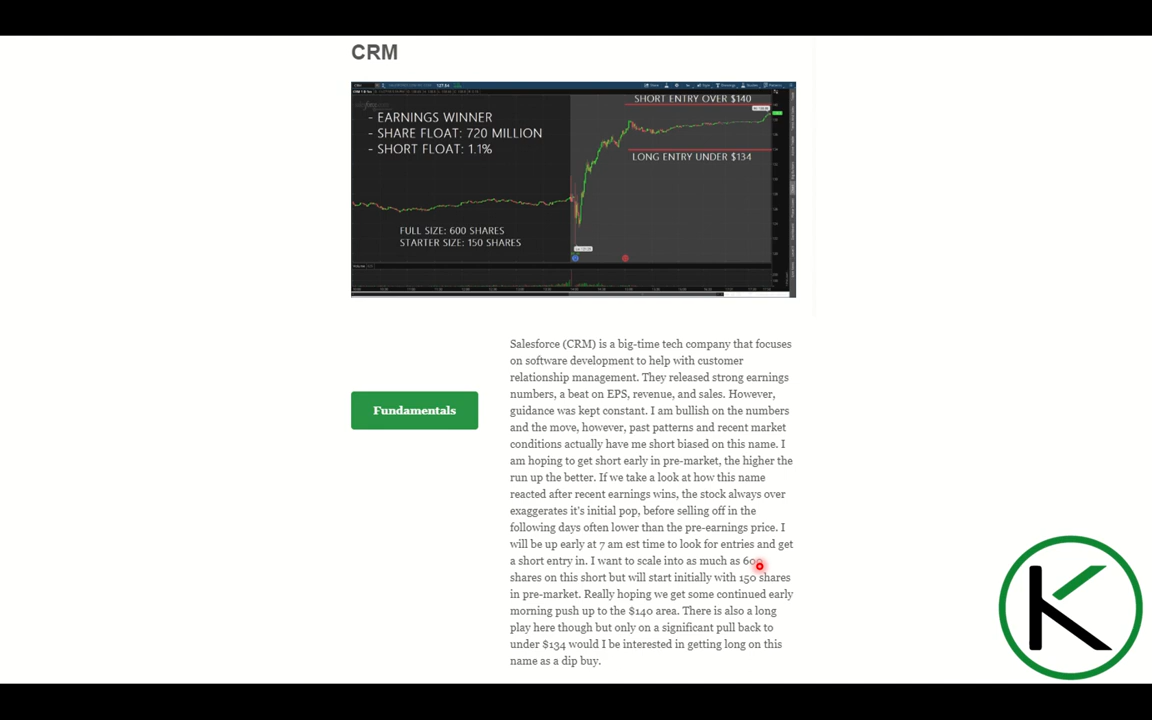 CRM
SHORT ENTRY OVER $140
- EARNINGS WINNER
- SHARE FLOAT: 720 MILLION
- SHORT FLOAT: 1.1%
LONG ENTRY UNDER $134
FULL SIZE: 600 SHARES
STARTER SIZE: 150 SHARES
Fundamentals
Salesforce (CRM) is a big-time tech company that focuses
on software development to help with customer
relationship management. They released strong earnings
numbers, a beat on EPS, revenue, and sales. However,
guidance was kept constant. I am bullish on the numbers
and the move, however, past patterns and recent market
conditions actually have me short biased on this name. I
am hoping to get short early in pre-market, the higher the
run up the better. If we take a look at how this name
reacted after recent earnings wins, the stock always over
exaggerates it's initial pop, before selling off in the
following days often lower than the pre-earnings price. I
will be up early at 7 am est time to look for entries and get
a short entry in. I want to scale into as much as 600
shares on this short but will start initially with 150 shares
in pre-market. Really hoping we get some continued early
morning push up to the $140 area. There is also a long
play here though but only on a significant pull back to
under $134 would I be interested in getting long on this
name as a dip buy.
K